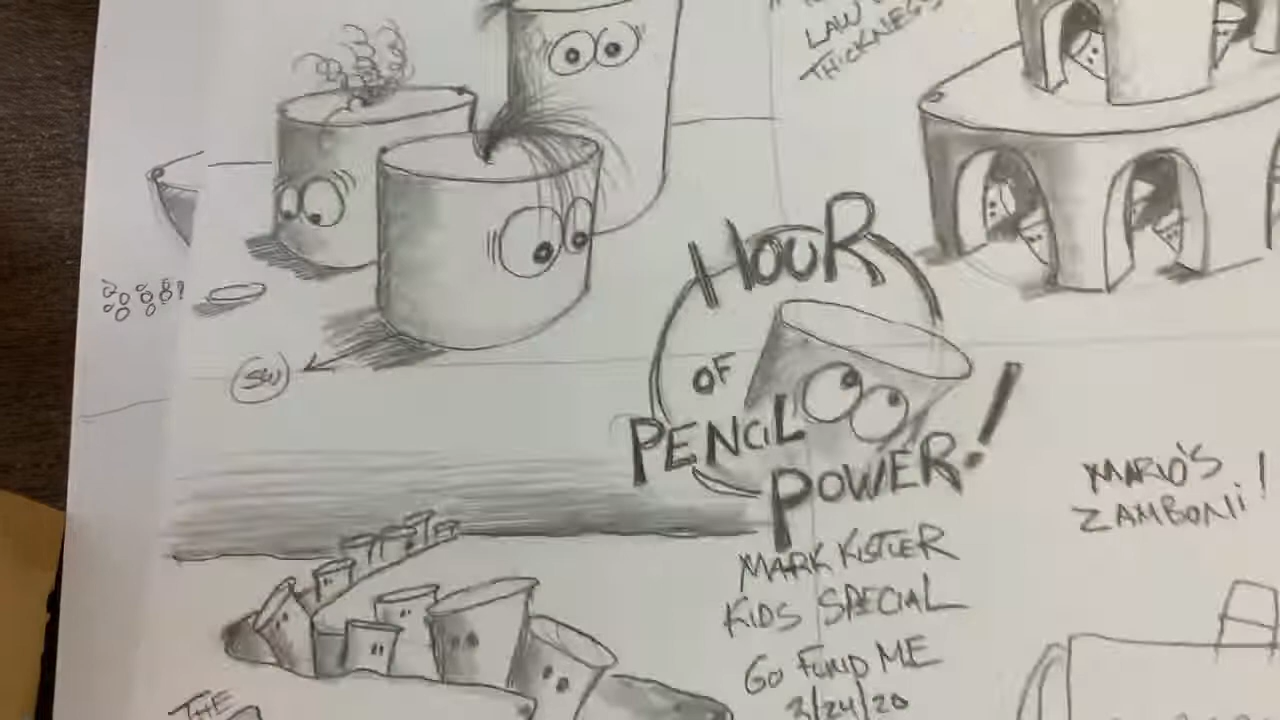 LAW
THICKNESS
HOUR
OF
PENCIL
POWER!
SW
MARIO'S
ZAMBONI!
MARK KISTLER
KIDS SPECIAL
GO FUND ME
3/24/20
THE